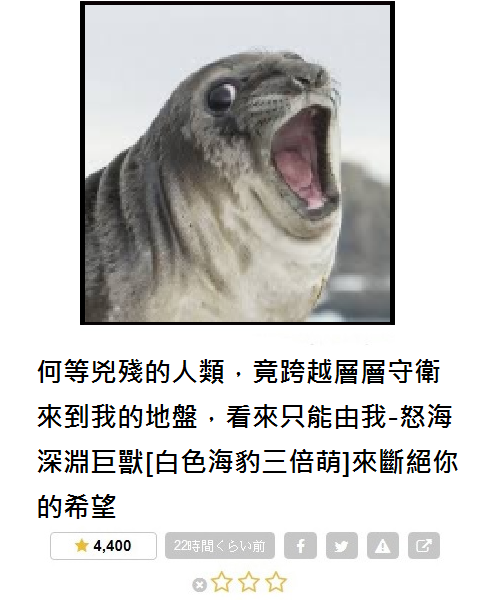 何等兇殘的人類，竟跨越層層守衛
來到我的地盤，看來只能由我-怒海
深淵巨獸[白色海豹三倍萌]來斷絕你
的希望
4,400 22時間くらい前